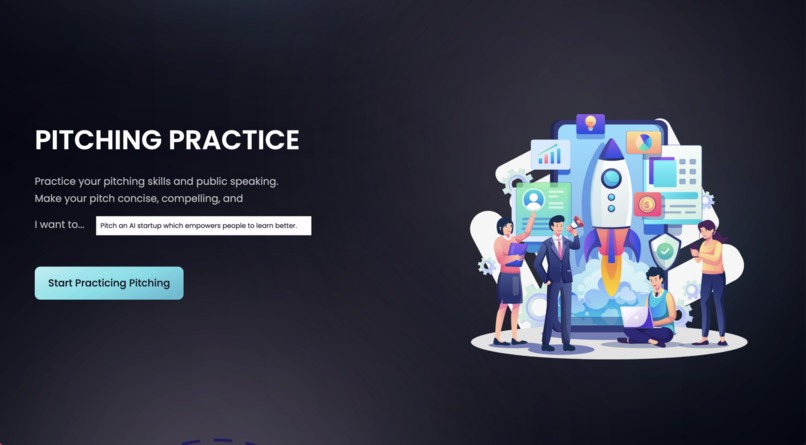 PITCHING PRACTICE
Practice your pitching skills and public speaking.
Make your pitch concise, compelling, and
I want to...
Pitch an AI startup which empowers people to learn better.
Start Practicing Pitching